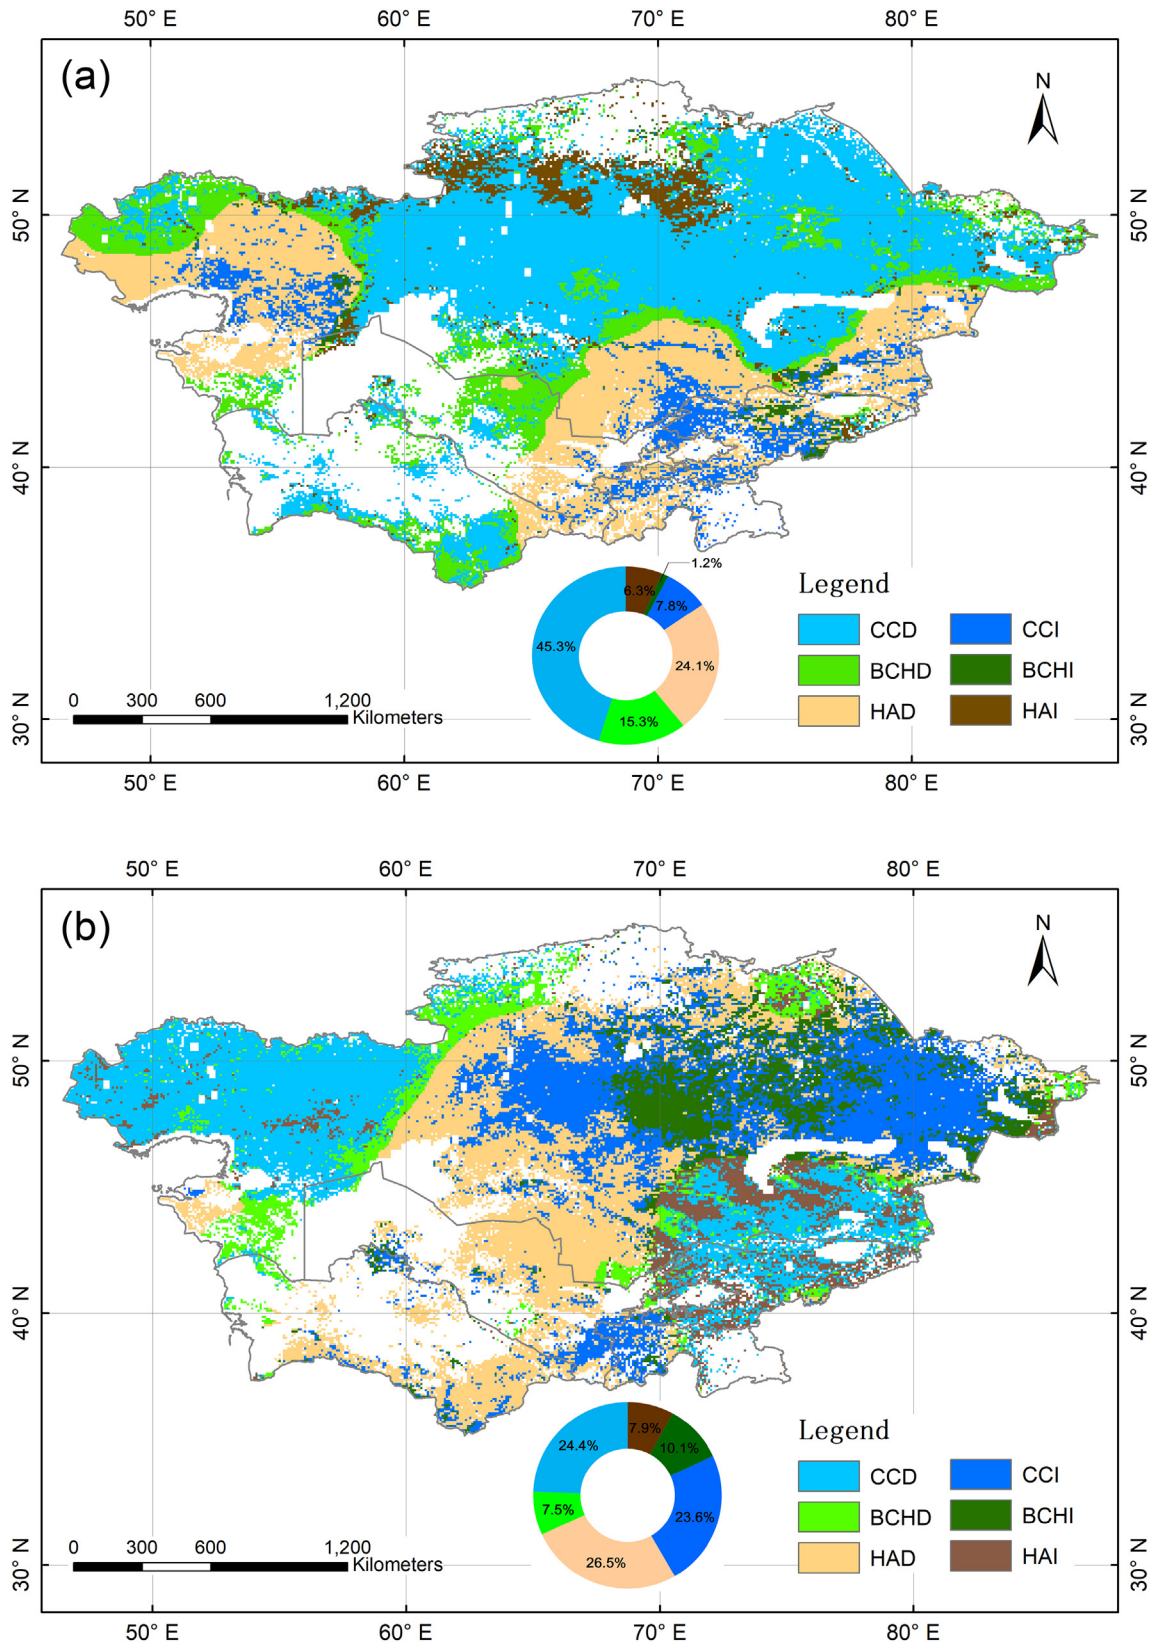 50° E 60° E 70° E 80° E
(a)
N
50° N 50° N
40° N 40° N
1.2%
6.3%
7.8%
45.3%
24.1%
15.3%
Legend
CCD CCI
BCHD BCHI
HAD HAI
0 300 600 1,200
Kilometers
30° N 30° N
50° E 60° E 70° E 80° E
50° E 60° E 70° E 80° E
(b)
N
50° N 50° N
40° N 40° N
7.9%
24.4% 10.1%
7.5% 23.6%
26.5%
Legend
CCD CCI
BCHD BCHI
HAD HAI
0 300 600 1,200
Kilometers
30° N 30° N
50° E 60° E 70° E 80° E